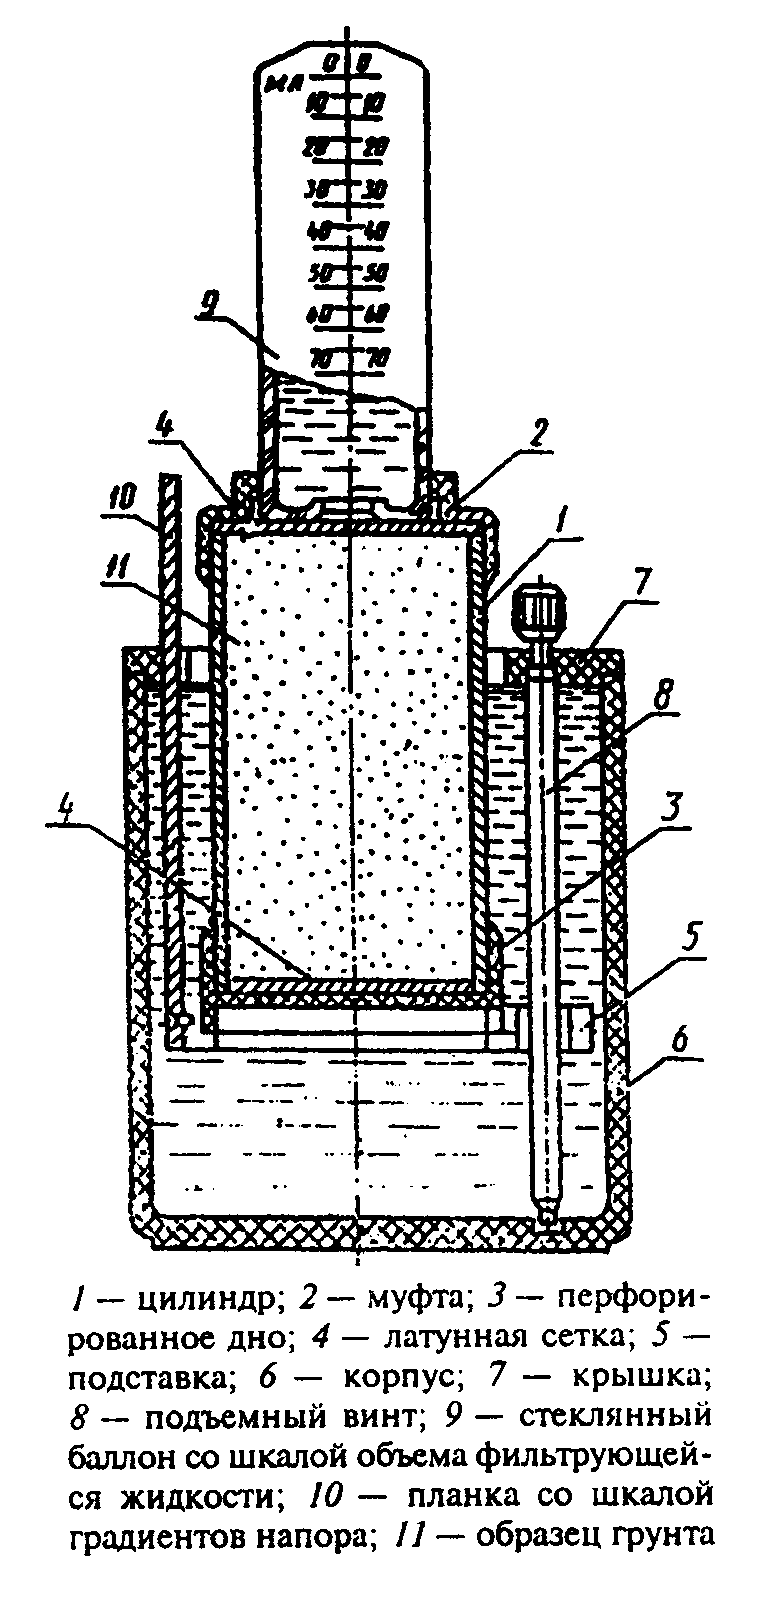 0 0
мл
10 10
20 20
30 30
40 40
50 50
60 60
70 70
9
4
2
10
1
11
7
8
4
3
5
6
1 — цилиндр; 2 — муфта; 3 — перфори-
рованное дно; 4 — латунная сетка; 5 —
подставка; 6 — корпус; 7 — крышка;
8 — подъемный винт; 9 — стеклянный
баллон со шкалой объема фильтрующей-
ся жидкости; 10 — планка со шкалой
градиентов напора; 11 — образец грунта